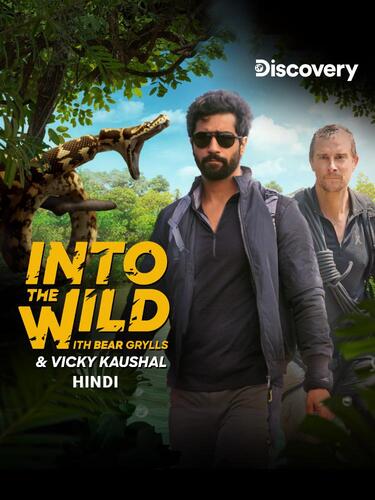 Discovery
INTO
THE
WILD
ITH BEAR GRYLLS
& VICKY KAUSHAL
HINDI